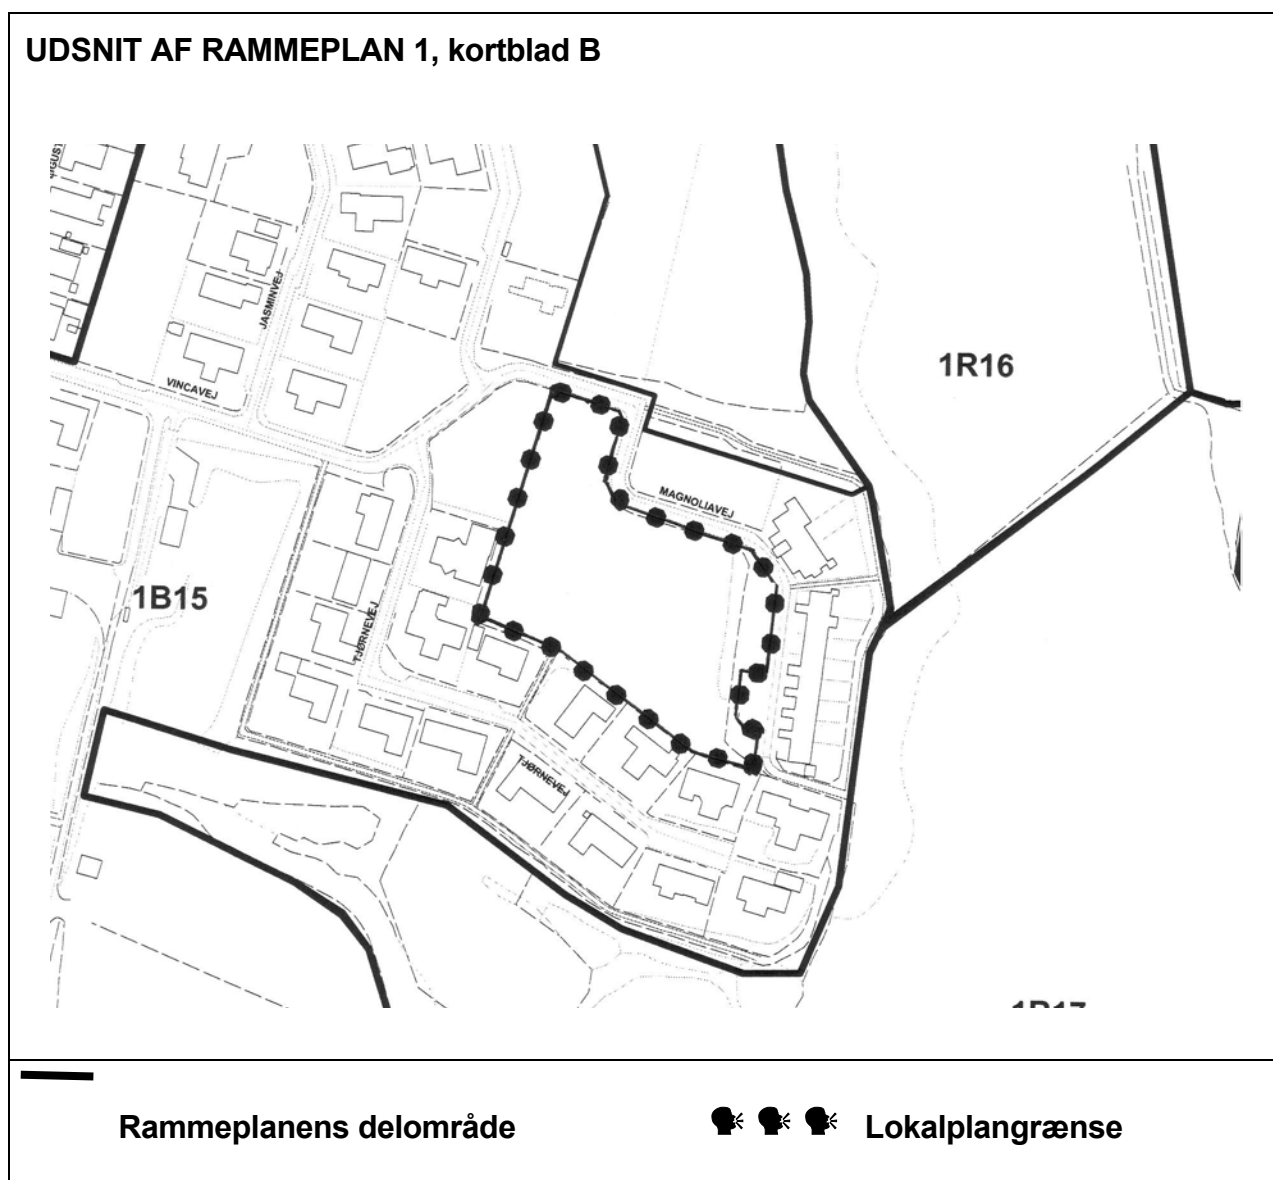 UDSNIT AF RAMMEPLAN 1, kortblad B
JASMINVEJ
VINCAVEJ
1R16
MAGNOLIAVEJ
1B15
TJØRNEVEJ
TJØRNEVEJ
Rammeplanens delområde
Lokalplangrænse